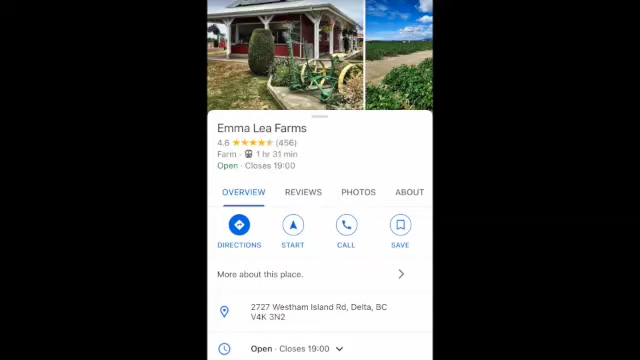 Emma Lea Farms
4.6 (456)
Farm · 1 hr 31 min
Open · Closes 19:00
OVERVIEW REVIEWS PHOTOS ABOUT
DIRECTIONS START CALL SAVE
More about this place.
2727 Westham Island Rd, Delta, BC
V4K 3N2
Open · Closes 19:00